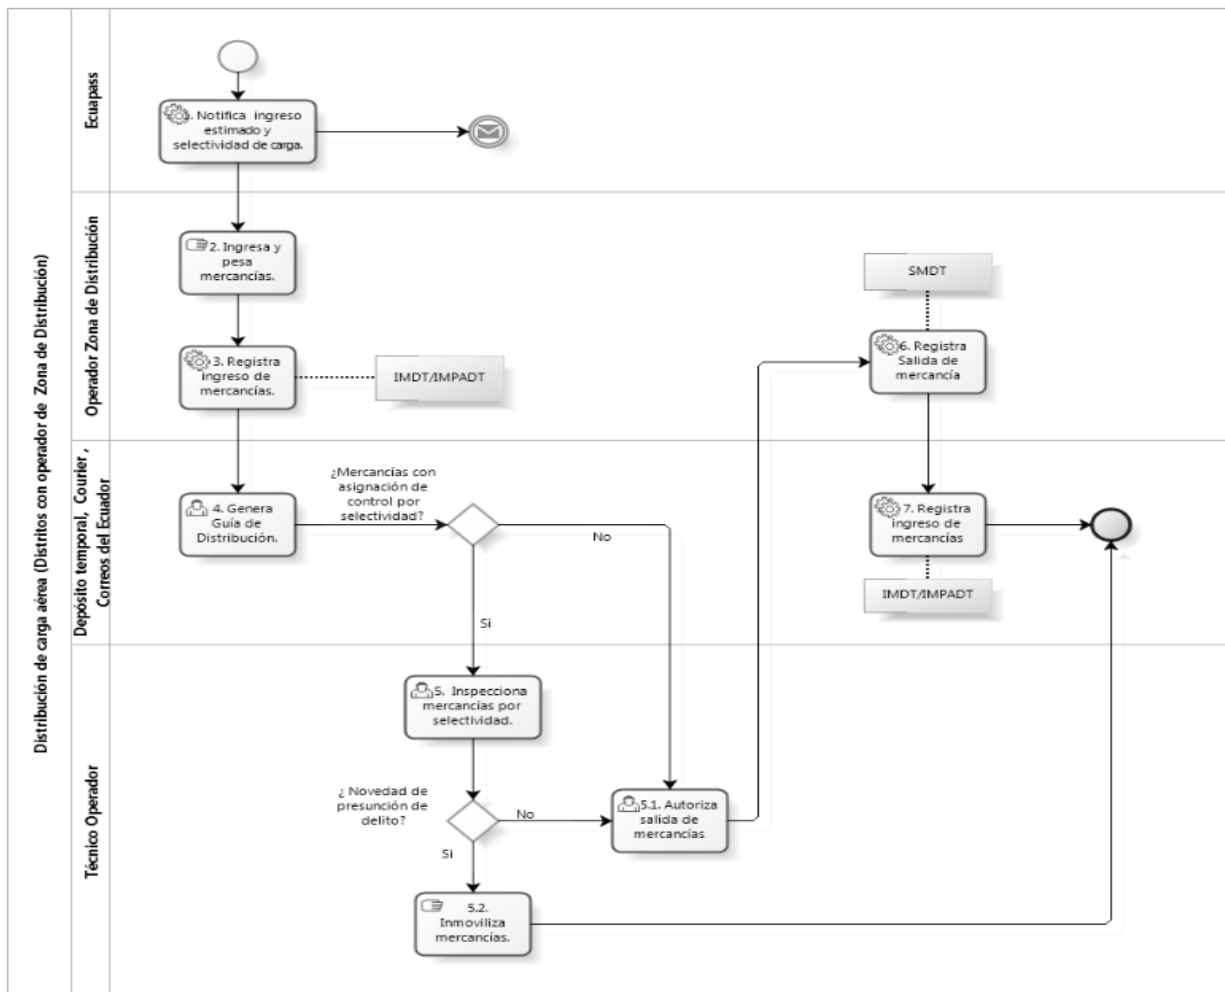 Distribución de carga aérea (Distritos con operador de Zona de Distribución)
Ecuapass
. Notifica ingreso
estimado y
selectividad de carga.
Operador Zona de Distribución
2. Ingresa y
pesa
mercancías.
3. Registra
ingreso de
mercancías.
IMDT/IMPADT
SMDT
6. Registra
Salida de
mercancía
Depósito temporal, Courier ,
Correos del Ecuador
4. Genera
Guía de
Distribución.
¿Mercancías con
asignación de
control por
selectividad?
No
Si
7. Registra
ingreso de
mercancías
IMDT/IMPADT
Técnico Operador
5. Inspecciona
mercancías por
selectividad.
¿ Novedad de
presunción de
delito?
No
Si
5.1. Autoriza
salida de
mercancías
5.2.
Inmoviliza
mercancías.